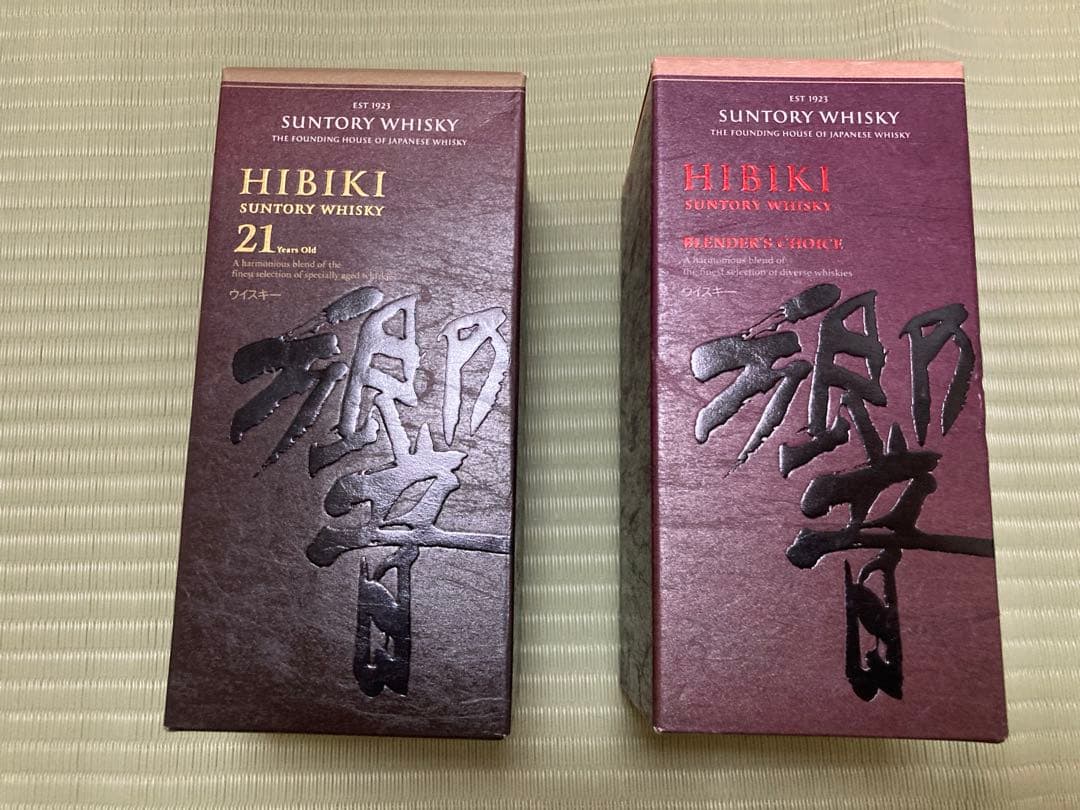 EST 1923
SUNTORY WHISKY
THE FOUNDING HOUSE OF JAPANESE WHISKY
HIBIKI
SUNTORY WHISKY
21 Years Old
A harmonious blend of the
finest selection of specially aged whiskies
ウイスキー
響
EST 1923
SUNTORY WHISKY
THE FOUNDING HOUSE OF JAPANESE WHISKY
HIBIKI
SUNTORY WHISKY
BLENDER'S CHOICE
A harmonious blend of
the finest selection of diverse whiskies
ウイスキー
響